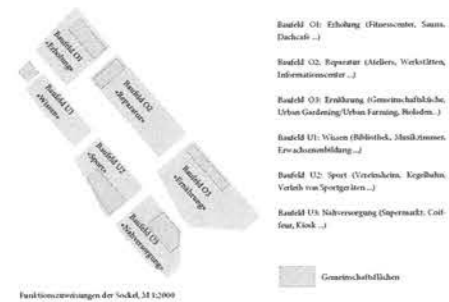 Baufeld O1
«Erholung»
Baufeld O2
«Reparatur»
Baufeld U1
«Wissen»
Baufeld U2
«Sport»
Baufeld O3
«Ernährung»
Baufeld U3
«Nahversorgung»
Funktionszuweisungen der Sockel, M 1:2000
Baufeld O1: Erholung (Fitnesscenter, Sauna,
Dachcafé ...)
Baufeld O2: Reparatur (Ateliers, Werkstätten,
Informationscenter ...)
Baufeld O3: Ernährung (Gemeinschaftsküche,
Urban Gardening/Urban Farming, Bioladen...)
Baufeld U1: Wissen (Bibliothek, Musikzimmer,
Erwachsenenbildung ...)
Baufeld U2: Sport (Vereinsheim, Kegelbahn,
Verleih von Sportgeräten ...)
Baufeld U3: Nahversorgung (Supermarkt, Coif-
feur, Kiosk ...)
Gemeinschaftsflächen